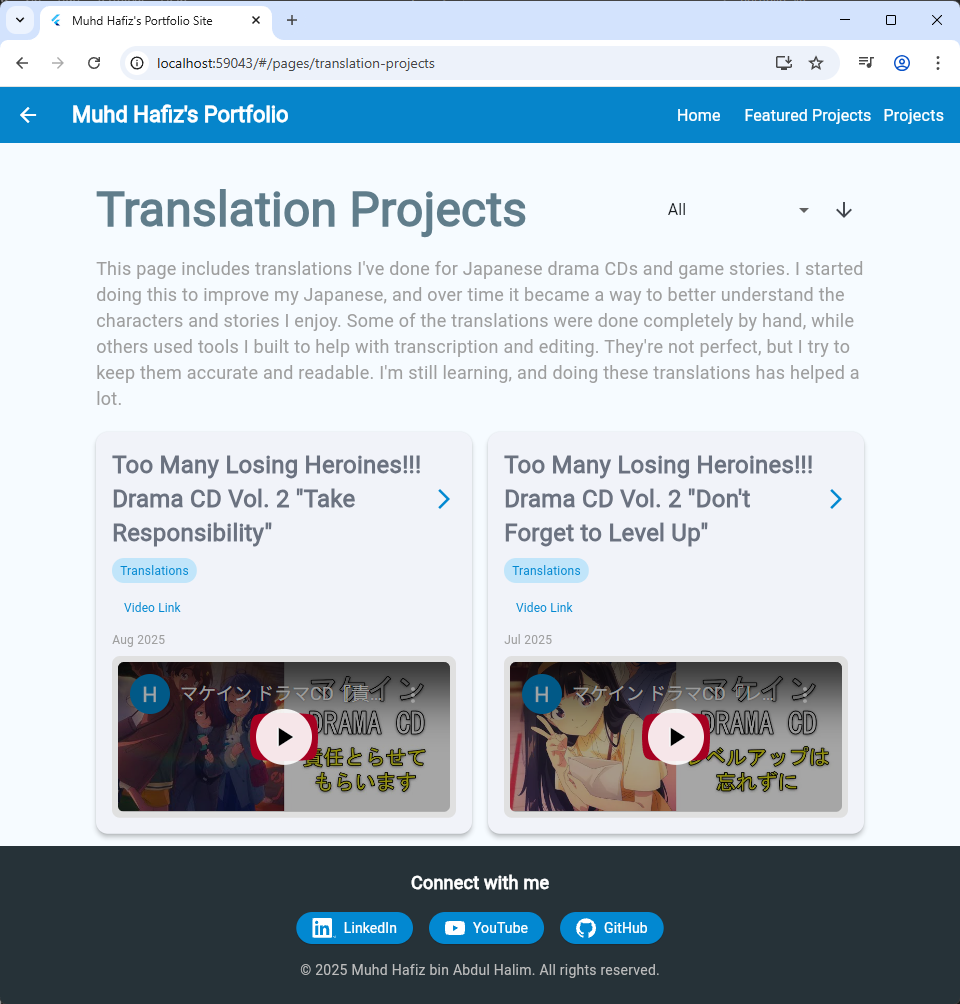 Muhd Hafiz's Portfolio Site
localhost:59043/#/pages/translation-projects
Muhd Hafiz's Portfolio
Home Featured Projects Projects
Translation Projects
All
This page includes translations I've done for Japanese drama CDs and game stories. I started
doing this to improve my Japanese, and over time it became a way to better understand the
characters and stories I enjoy. Some of the translations were done completely by hand, while
others used tools I built to help with transcription and editing. They're not perfect, but I try to
keep them accurate and readable. I'm still learning, and doing these translations has helped a
lot.
Too Many Losing Heroines!!!
Drama CD Vol. 2 "Take
Responsibility"
Translations
Video Link
Aug 2025
H マケイン ドラマCD 「責...
マケイン
DRAMA CD
責任とらせて
もらいます
Too Many Losing Heroines!!!
Drama CD Vol. 2 "Don't
Forget to Level Up"
Translations
Video Link
Jul 2025
H マケイン ドラマCD 「レ...
マケイン
DRAMA CD
レベルアップは
忘れずに
Connect with me
LinkedIn YouTube GitHub
© 2025 Muhd Hafiz bin Abdul Halim. All rights reserved.